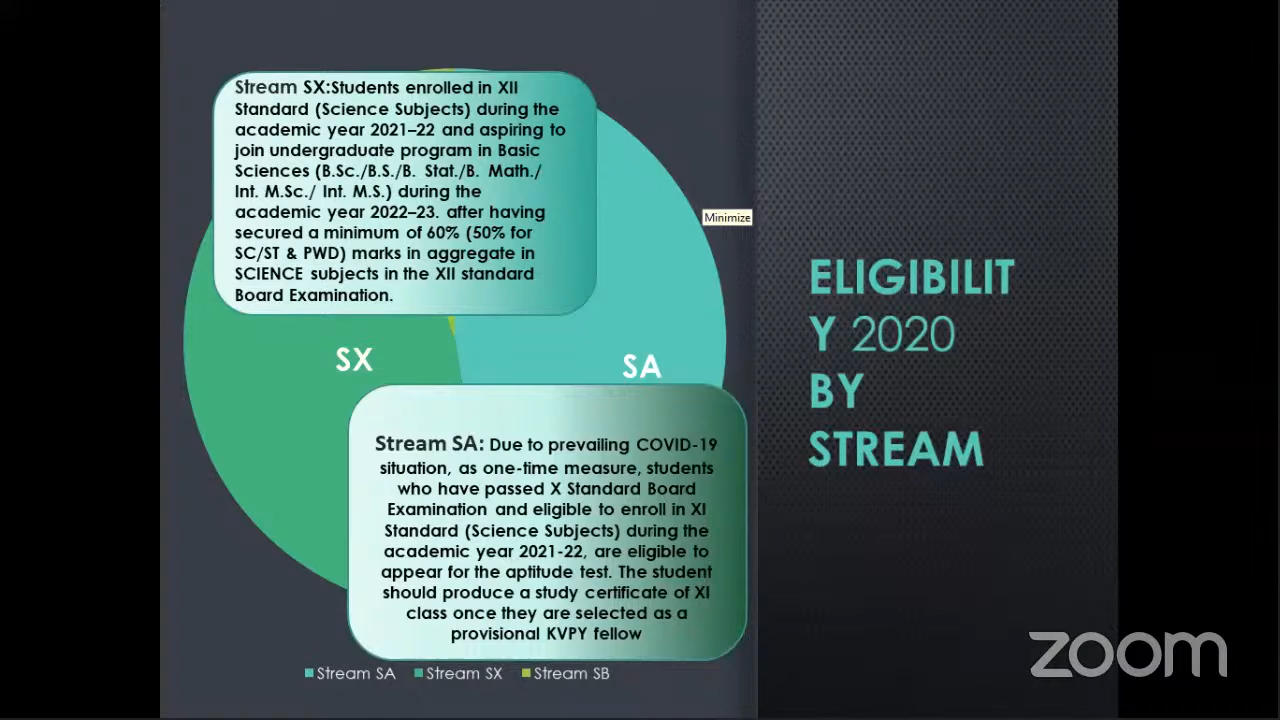 Stream SX:Students enrolled in XII
Standard (Science Subjects) during the
academic year 2021–22 and aspiring to
join undergraduate program in Basic
Sciences (B.Sc./B.S./B. Stat./B. Math./
Int. M.Sc./ Int. M.S.) during the
academic year 2022–23. after having
secured a minimum of 60% (50% for
SC/ST & PWD) marks in aggregate in
SCIENCE subjects in the XII standard
Board Examination.
Minimize
SX
SA
Stream SA: Due to prevailing COVID-19
situation, as one-time measure, students
who have passed X Standard Board
Examination and eligible to enroll in XI
Standard (Science Subjects) during the
academic year 2021-22, are eligible to
appear for the aptitude test. The student
should produce a study certificate of XI
class once they are selected as a
provisional KVPY fellow
Stream SA Stream SX Stream SB
ELIGIBILIT
Y 2020
BY
STREAM
zoom